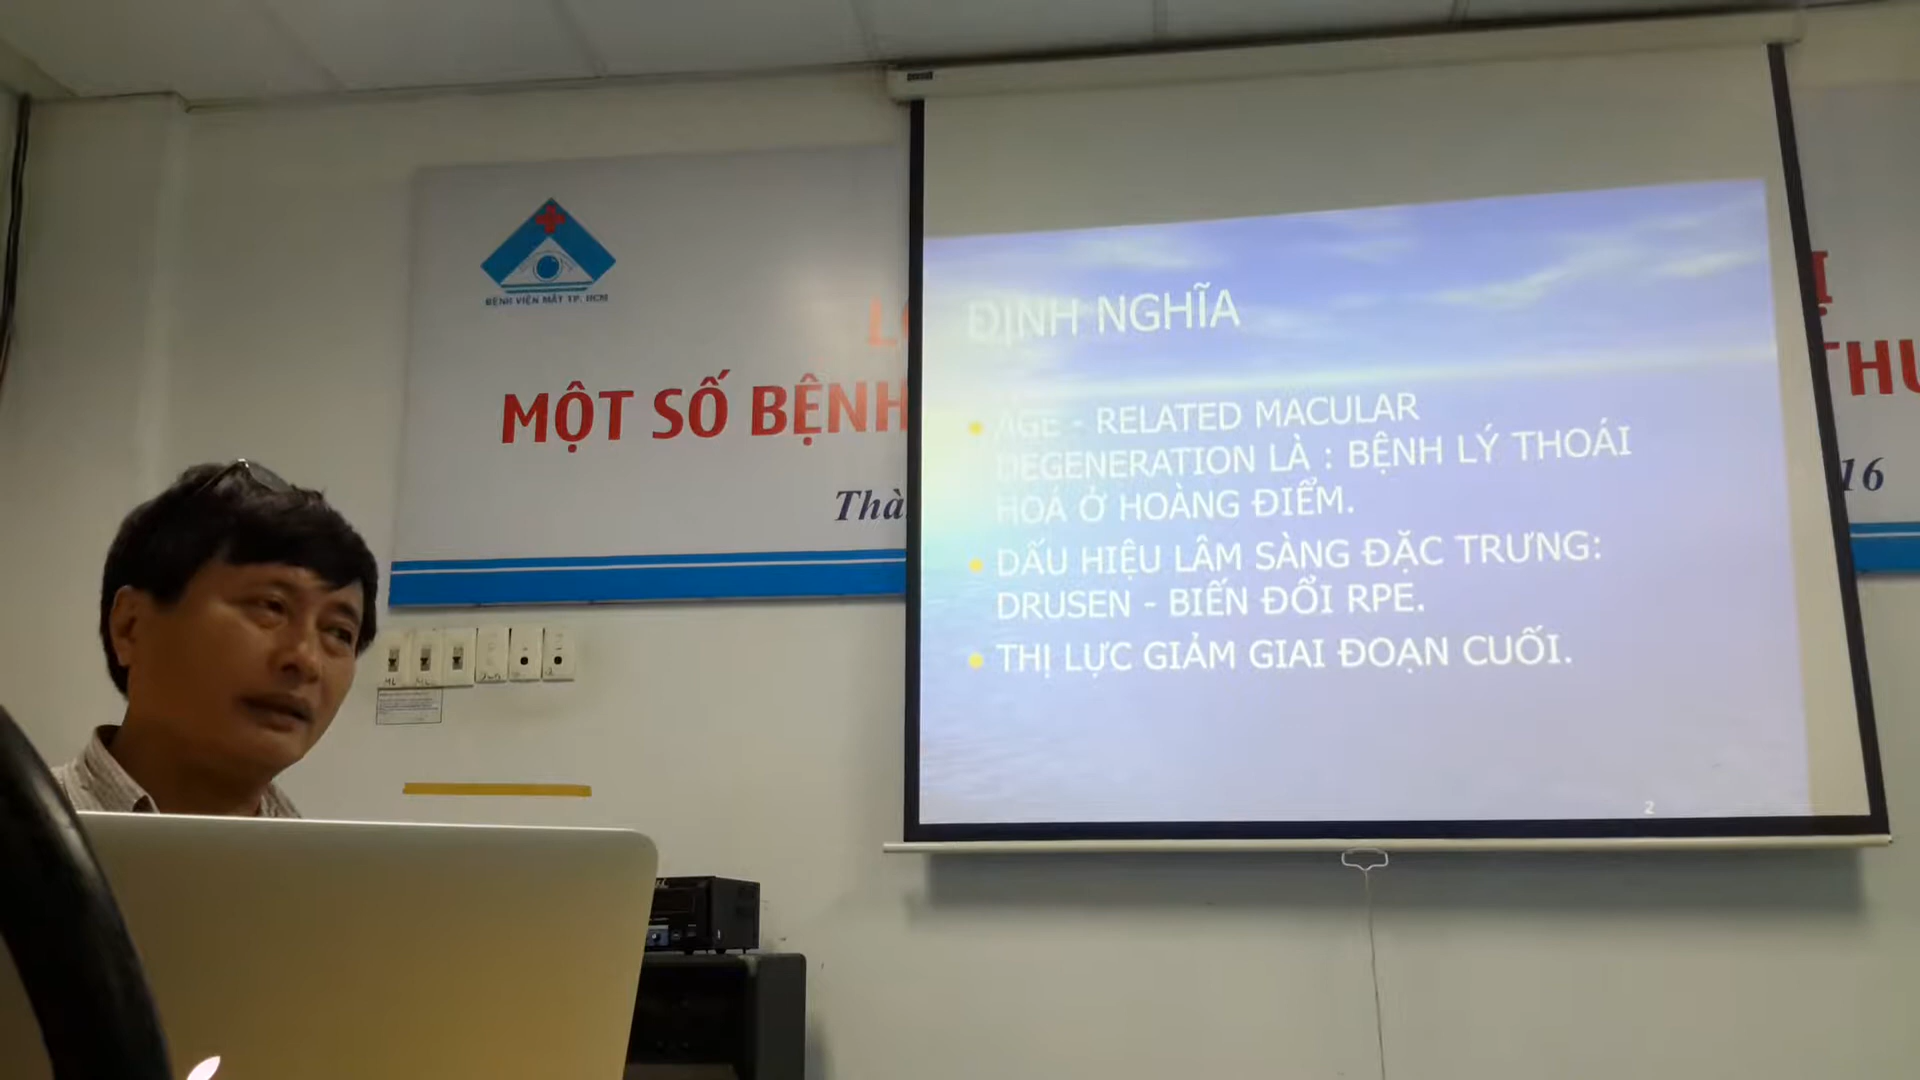 BỆNH VIỆN MẮT TP. HCM
MỘT SỐ BỆNH
THU
16
ĐỊNH NGHĨA
AGE - RELATED MACULAR
DEGENERATION LÀ : BỆNH LÝ THOÁI
HOÁ Ở HOÀNG ĐIỂM.
DẤU HIỆU LÂM SÀNG ĐẶC TRƯNG:
DRUSEN - BIẾN ĐỔI RPE.
THỊ LỰC GIẢM GIAI ĐOẠN CUỐI.
2